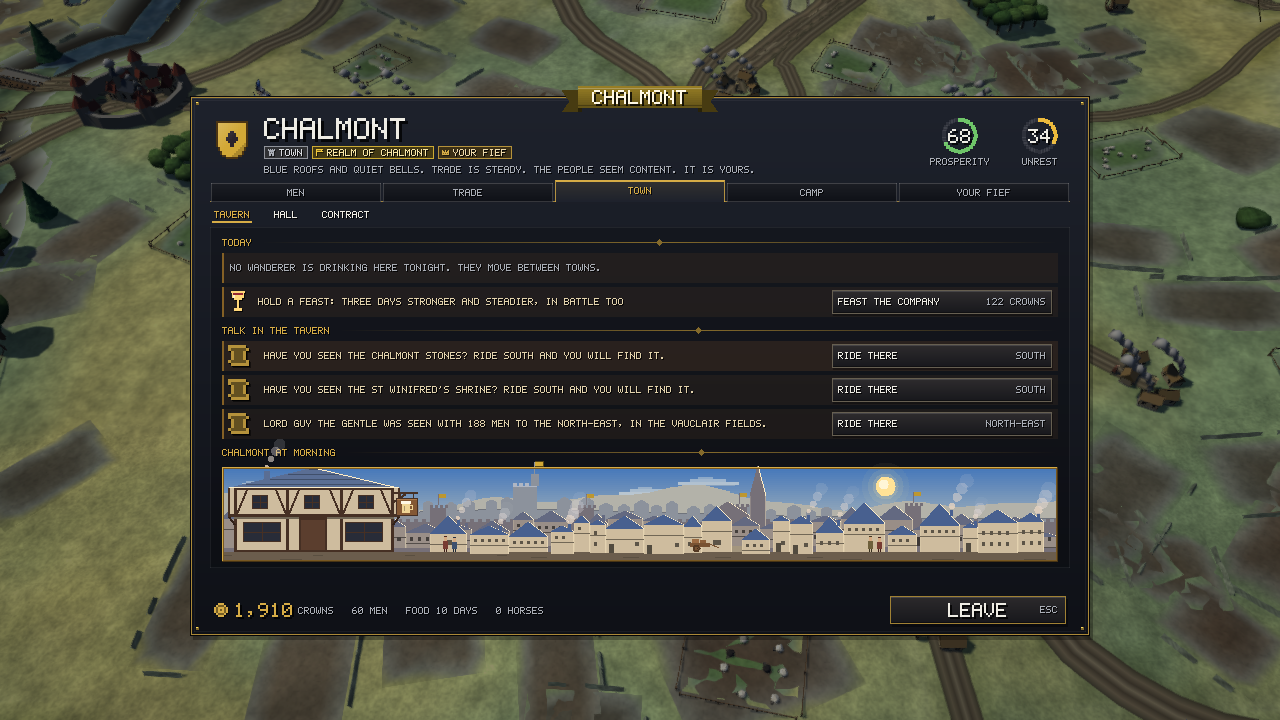 CHALMONT
CHALMONT
TOWN REALM OF CHALMONT YOUR FIEF
BLUE ROOFS AND QUIET BELLS. TRADE IS STEADY. THE PEOPLE SEEM CONTENT. IT IS YOURS.
68 PROSPERITY
34 UNREST
MEN TRADE TOWN CAMP YOUR FIEF
TAVERN HALL CONTRACT
TODAY
NO WANDERER IS DRINKING HERE TONIGHT. THEY MOVE BETWEEN TOWNS.
HOLD A FEAST: THREE DAYS STRONGER AND STEADIER, IN BATTLE TOO FEAST THE COMPANY 122 CROWNS
TALK IN THE TAVERN
HAVE YOU SEEN THE CHALMONT STONES? RIDE SOUTH AND YOU WILL FIND IT. RIDE THERE SOUTH
HAVE YOU SEEN THE ST WINIFRED'S SHRINE? RIDE SOUTH AND YOU WILL FIND IT. RIDE THERE SOUTH
LORD GUY THE GENTLE WAS SEEN WITH 188 MEN TO THE NORTH-EAST, IN THE VAUCLAIR FIELDS. RIDE THERE NORTH-EAST
CHALMONT AT MORNING
1,910 CROWNS 60 MEN FOOD 10 DAYS 0 HORSES
LEAVE ESC